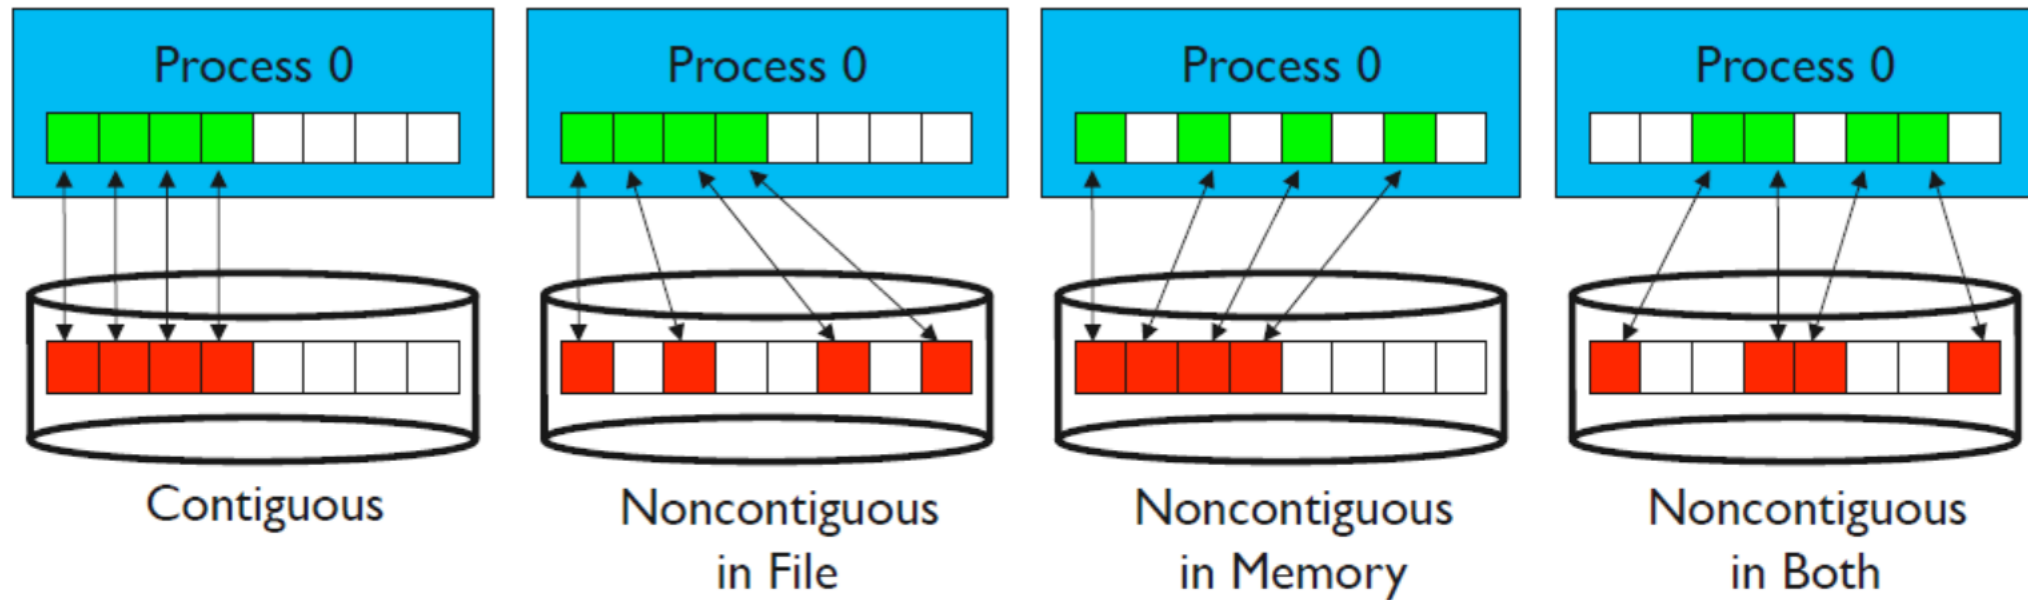 Process 0
Process 0
Process 0
Process 0
Contiguous
Noncontiguous
in File
Noncontiguous
in Memory
Noncontiguous
in Both